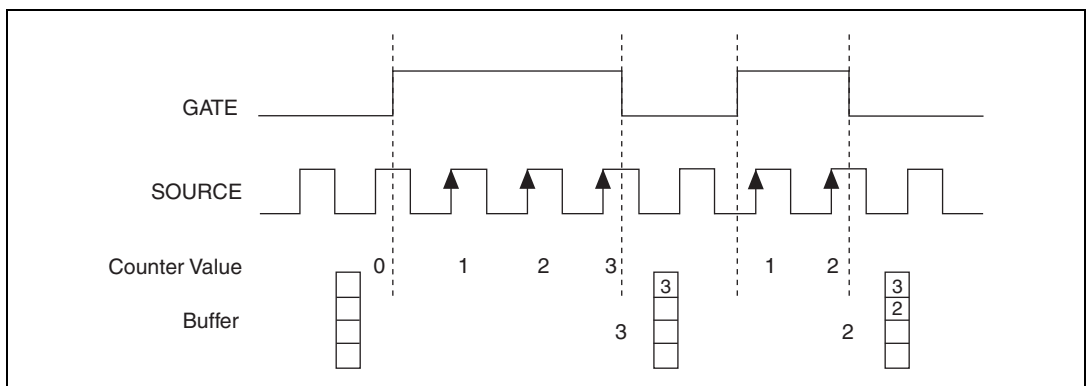 GATE
SOURCE
Counter Value 0 1 2 3 1 2
3 3
2
Buffer 3 2